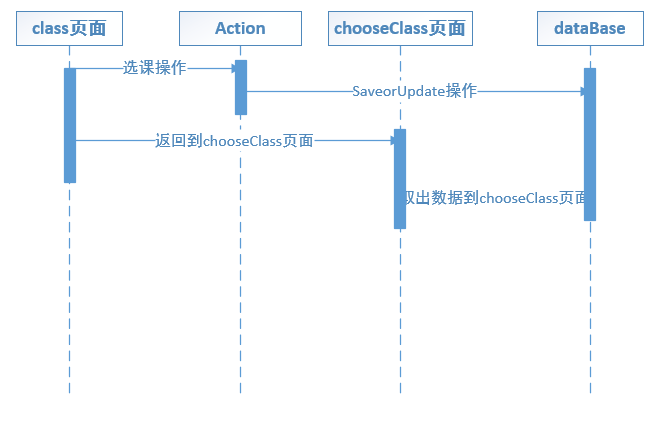 class页面
Action
chooseClass页面
dataBase
选课操作
SaveorUpdate操作
返回到chooseClass页面
取出数据到chooseClass页面